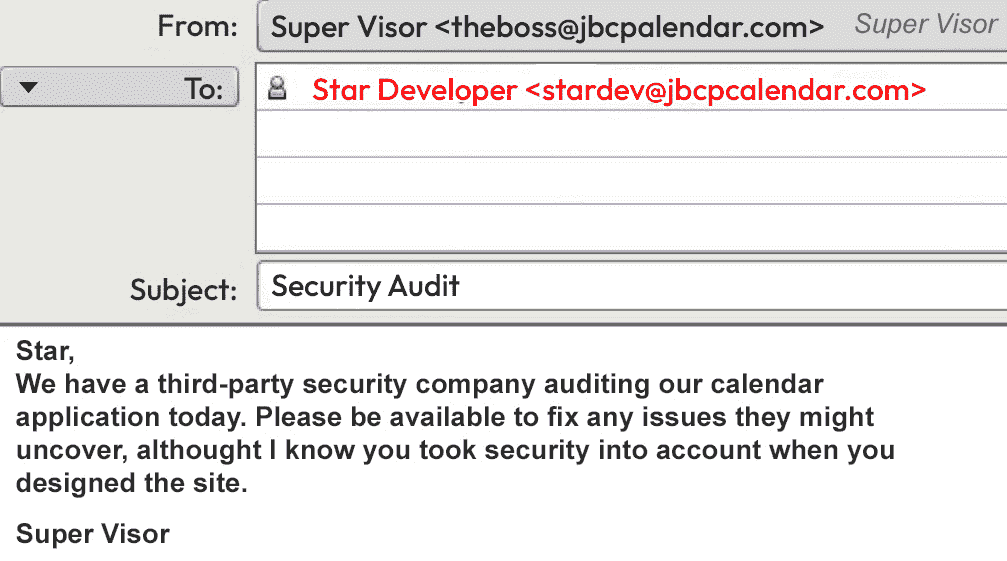 From: Super Visor <theboss@jbcpalendar.com> Super Visor
To: Star Developer <stardev@jbcpcalendar.com>
Subject: Security Audit
Star,
We have a third-party security company auditing our calendar
application today. Please be available to fix any issues they might
uncover, althought I know you took security into account when you
designed the site.
Super Visor